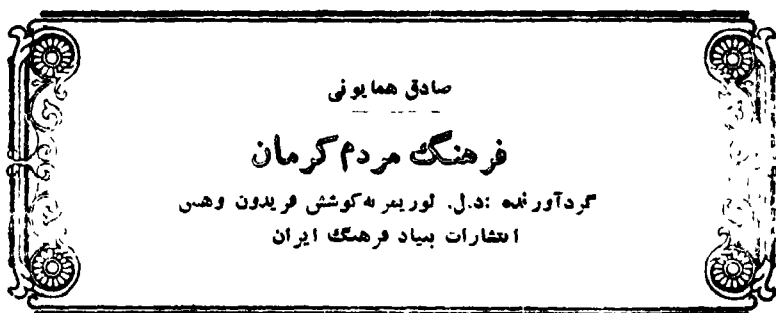 صادق همایونی
فرهنگ مردم کرمان
گردآورنده :د.ل. لوریمر به کوشش فریدون وهمن
انتشارات بنیاد فرهنگ ایران